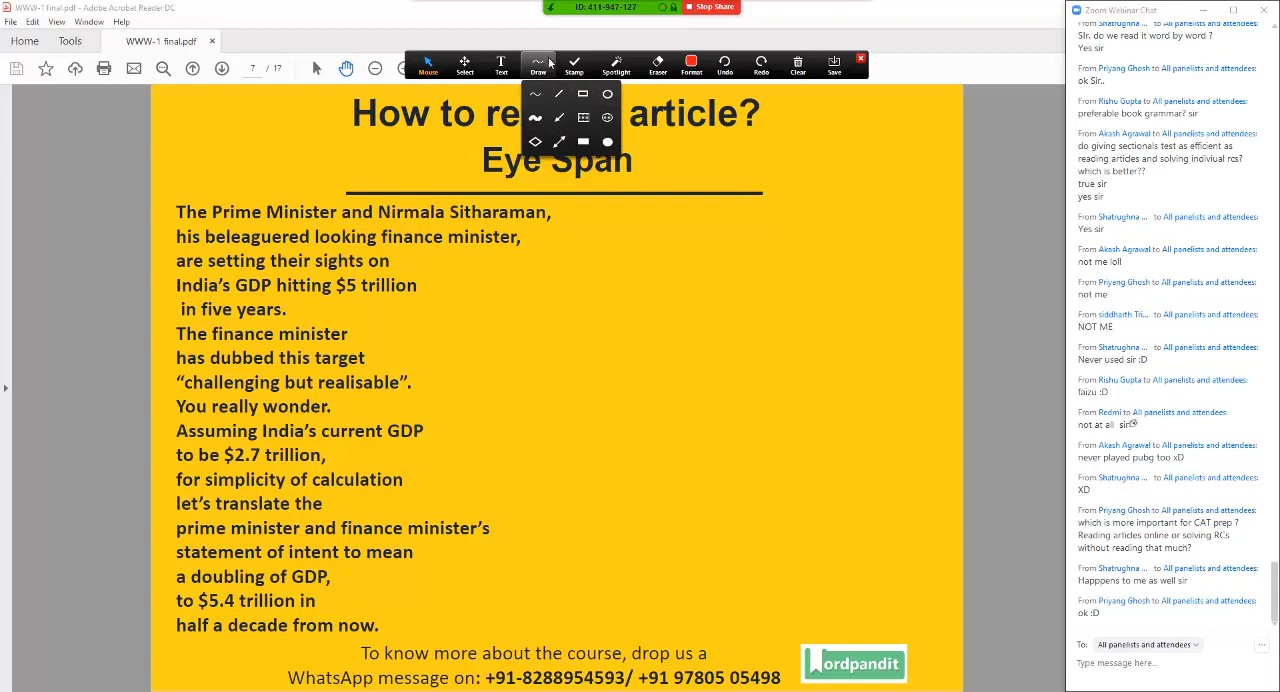 WWW-1 final.pdf - Adobe Acrobat Reader DC
File Edit View Window Help
ID: 411-947-127
Stop Share
Home Tools WWW-1 final.pdf ×
7 / 17
Mouse Select Text Draw Stamp Spotlight Eraser Format Undo Redo Clear Save
How to re article?
Eye Span
The Prime Minister and Nirmala Sitharaman,
his beleaguered looking finance minister,
are setting their sights on
India's GDP hitting $5 trillion
in five years.
The finance minister
has dubbed this target
“challenging but realisable”.
You really wonder.
Assuming India's current GDP
to be $2.7 trillion,
for simplicity of calculation
let's translate the
prime minister and finance minister's
statement of intent to mean
a doubling of GDP,
to $5.4 trillion in
half a decade from now.
To know more about the course, drop us a
WhatsApp message on: +91-8288954593/ +91 97805 05498
Wordpandit
Zoom Webinar Chat
From Shatrughna ... to All panelists and attendees:
SIr. do we read it word by word ?
Yes sir
From Priyang Ghosh to All panelists and attendees:
ok Sir..
From Rishu Gupta to All panelists and attendees:
preferable book grammar? sir
From Akash Agrawal to All panelists and attendees:
do giving sectionals test as efficient as
reading articles and solving indiviual rcs?
which is better??
true sir
yes sir
From Shatrughna ... to All panelists and attendees:
Yes sir
From Akash Agrawal to All panelists and attendees:
not me loll
From Priyang Ghosh to All panelists and attendees:
not me
From siddharth Tri... to All panelists and attendees:
NOT ME
From Shatrughna ... to All panelists and attendees:
Never used sir :D
From Rishu Gupta to All panelists and attendees:
faizu :D
From Redmi to All panelists and attendees:
not at all sir
From Akash Agrawal to All panelists and attendees:
never played pubg too xD
From Shatrughna ... to All panelists and attendees:
XD
From Priyang Ghosh to All panelists and attendees:
which is more important for CAT prep ?
Reading articles online or solving RCs
without reading that much?
From Shatrughna ... to All panelists and attendees:
Happpens to me as well sir
From Priyang Ghosh to All panelists and attendees:
ok :D
To: All panelists and attendees
Type message here...